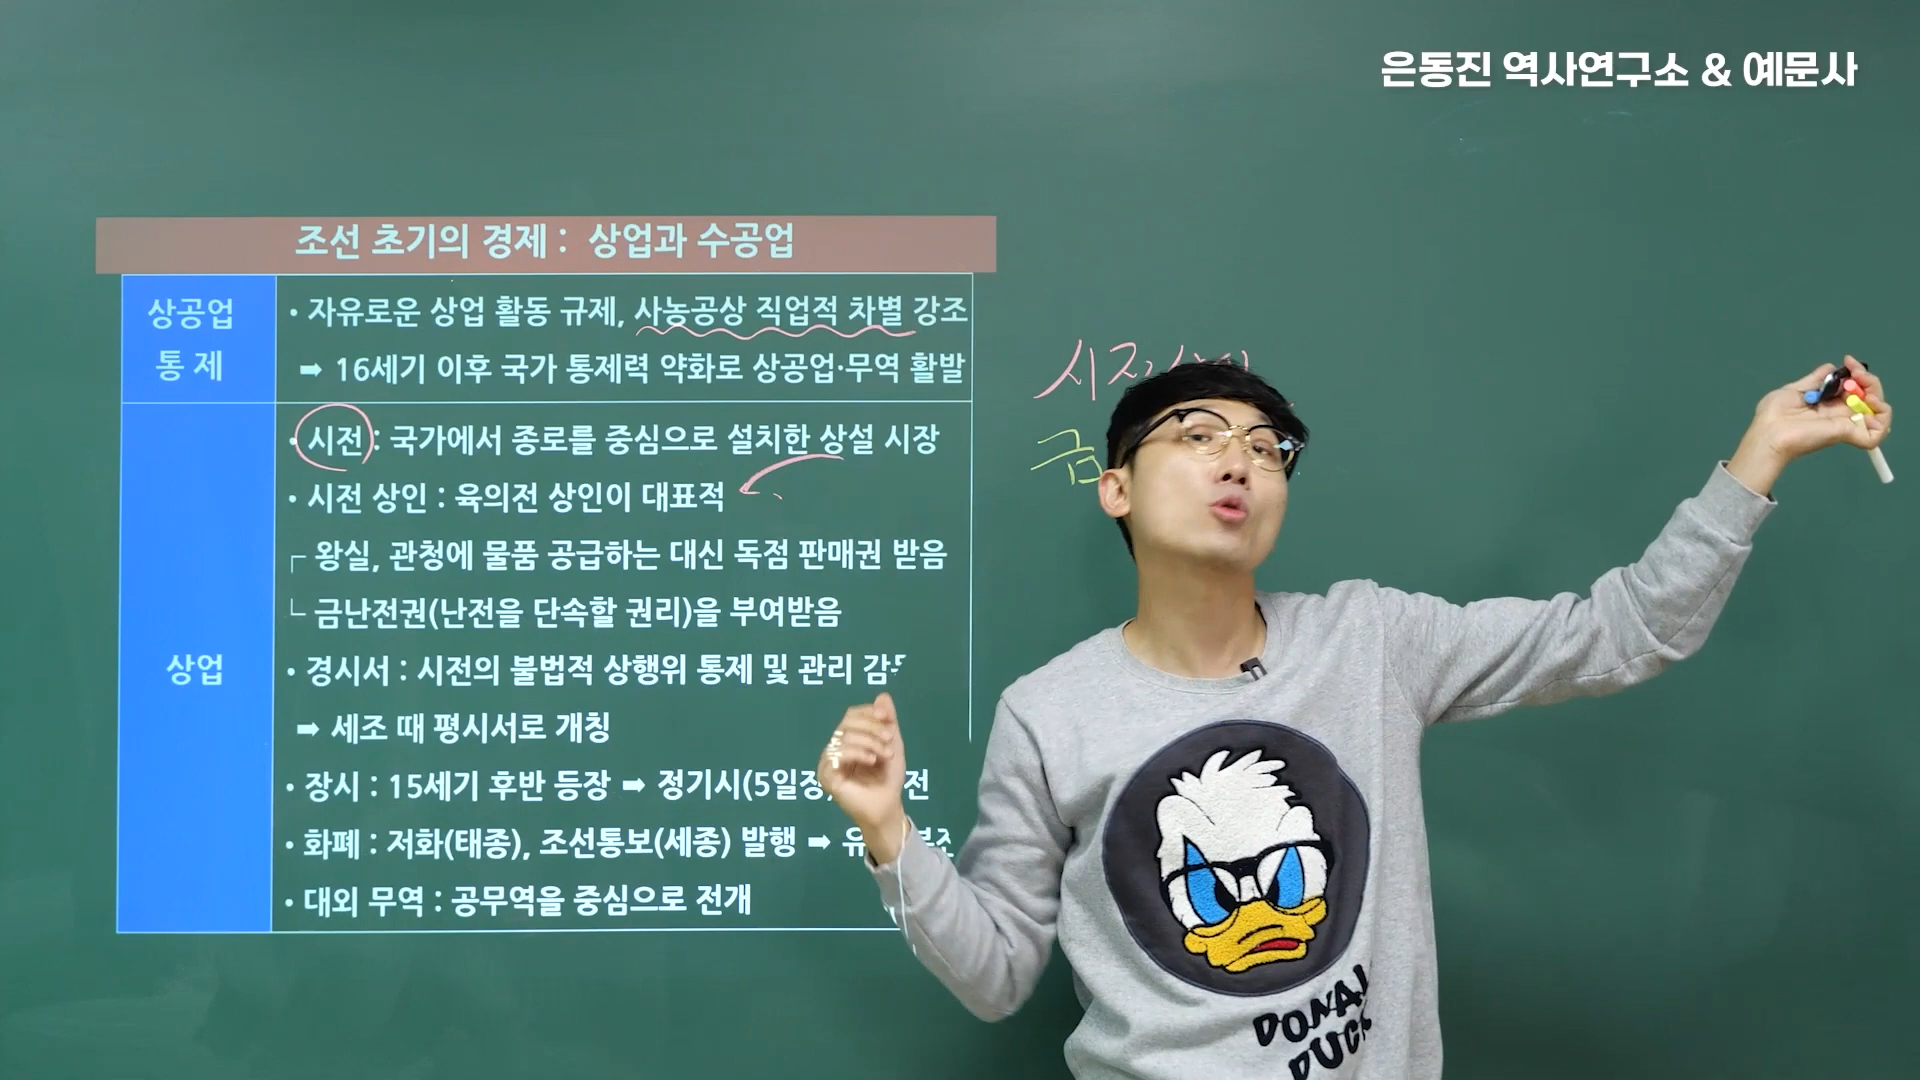 은동진 역사연구소 & 예문사
조선 초기의 경제 : 상업과 수공업
상공업
통 제
• 자유로운 상업 활동 규제, 사농공상 직업적 차별 강조
➡ 16세기 이후 국가 통제력 약화로 상공업·무역 활발
상업
• 시전 : 국가에서 종로를 중심으로 설치한 상설 시장
• 시전 상인 : 육의전 상인이 대표적
┌ 왕실, 관청에 물품 공급하는 대신 독점 판매권 받음
└ 금난전권(난전을 단속할 권리)을 부여받음
• 경시서 : 시전의 불법적 상행위 통제 및 관리
➡ 세조 때 평시서로 개칭
• 장시 : 15세기 후반 등장 ➡ 정기시(5일장) 전
• 화폐 : 저화(태종), 조선통보(세종) 발행 ➡ 유
• 대외 무역 : 공무역을 중심으로 전개
시전
금
DONAL
DUC